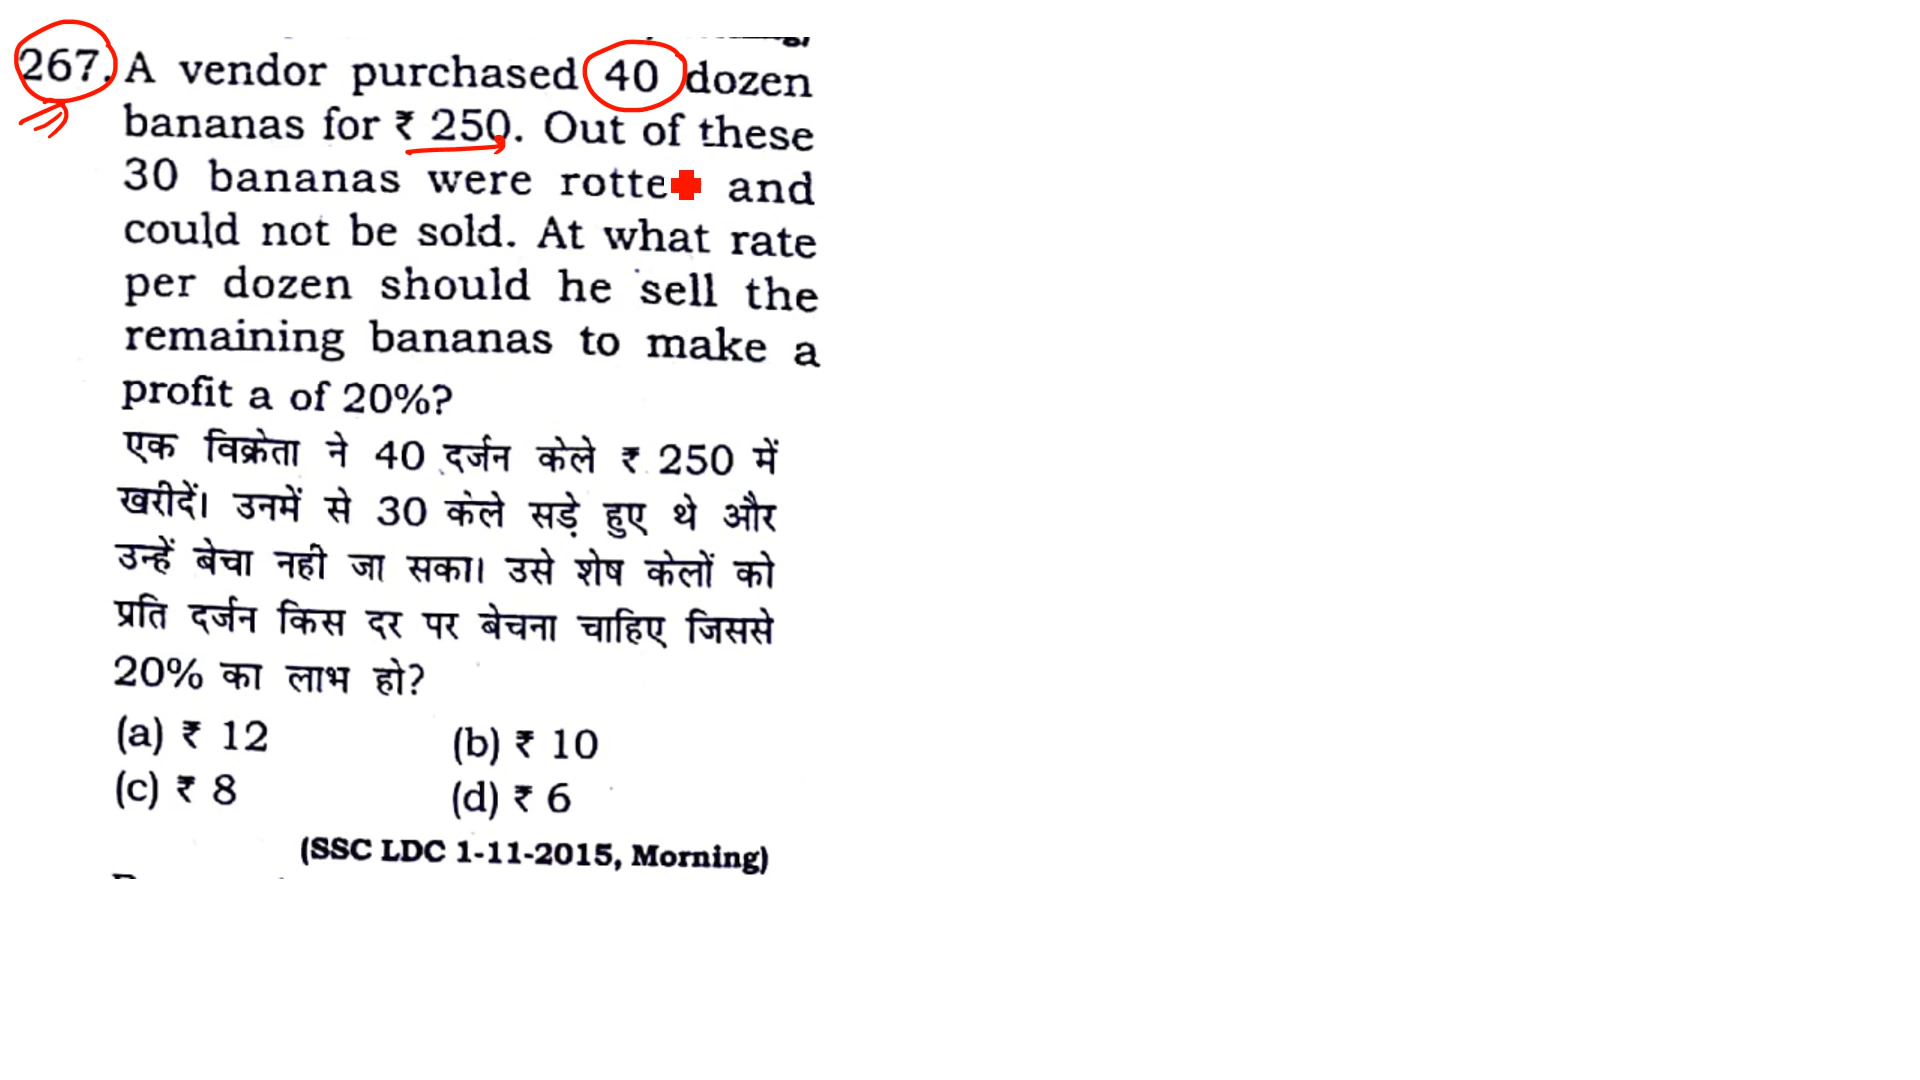 267. A vendor purchased 40 dozen
bananas for ₹ 250. Out of these
30 bananas were rotte and
could not be sold. At what rate
per dozen should he sell the
remaining bananas to make a
profit a of 20%?
एक विक्रेता ने 40 दर्जन केले ₹ 250 में
खरीदें। उनमें से 30 केले सड़े हुए थे और
उन्हें बेचा नही जा सका। उसे शेष केलों को
प्रति दर्जन किस दर पर बेचना चाहिए जिससे
20% का लाभ हो?
(a) ₹ 12 (b) ₹ 10
(c) ₹ 8 (d) ₹ 6
(SSC LDC 1-11-2015, Morning)